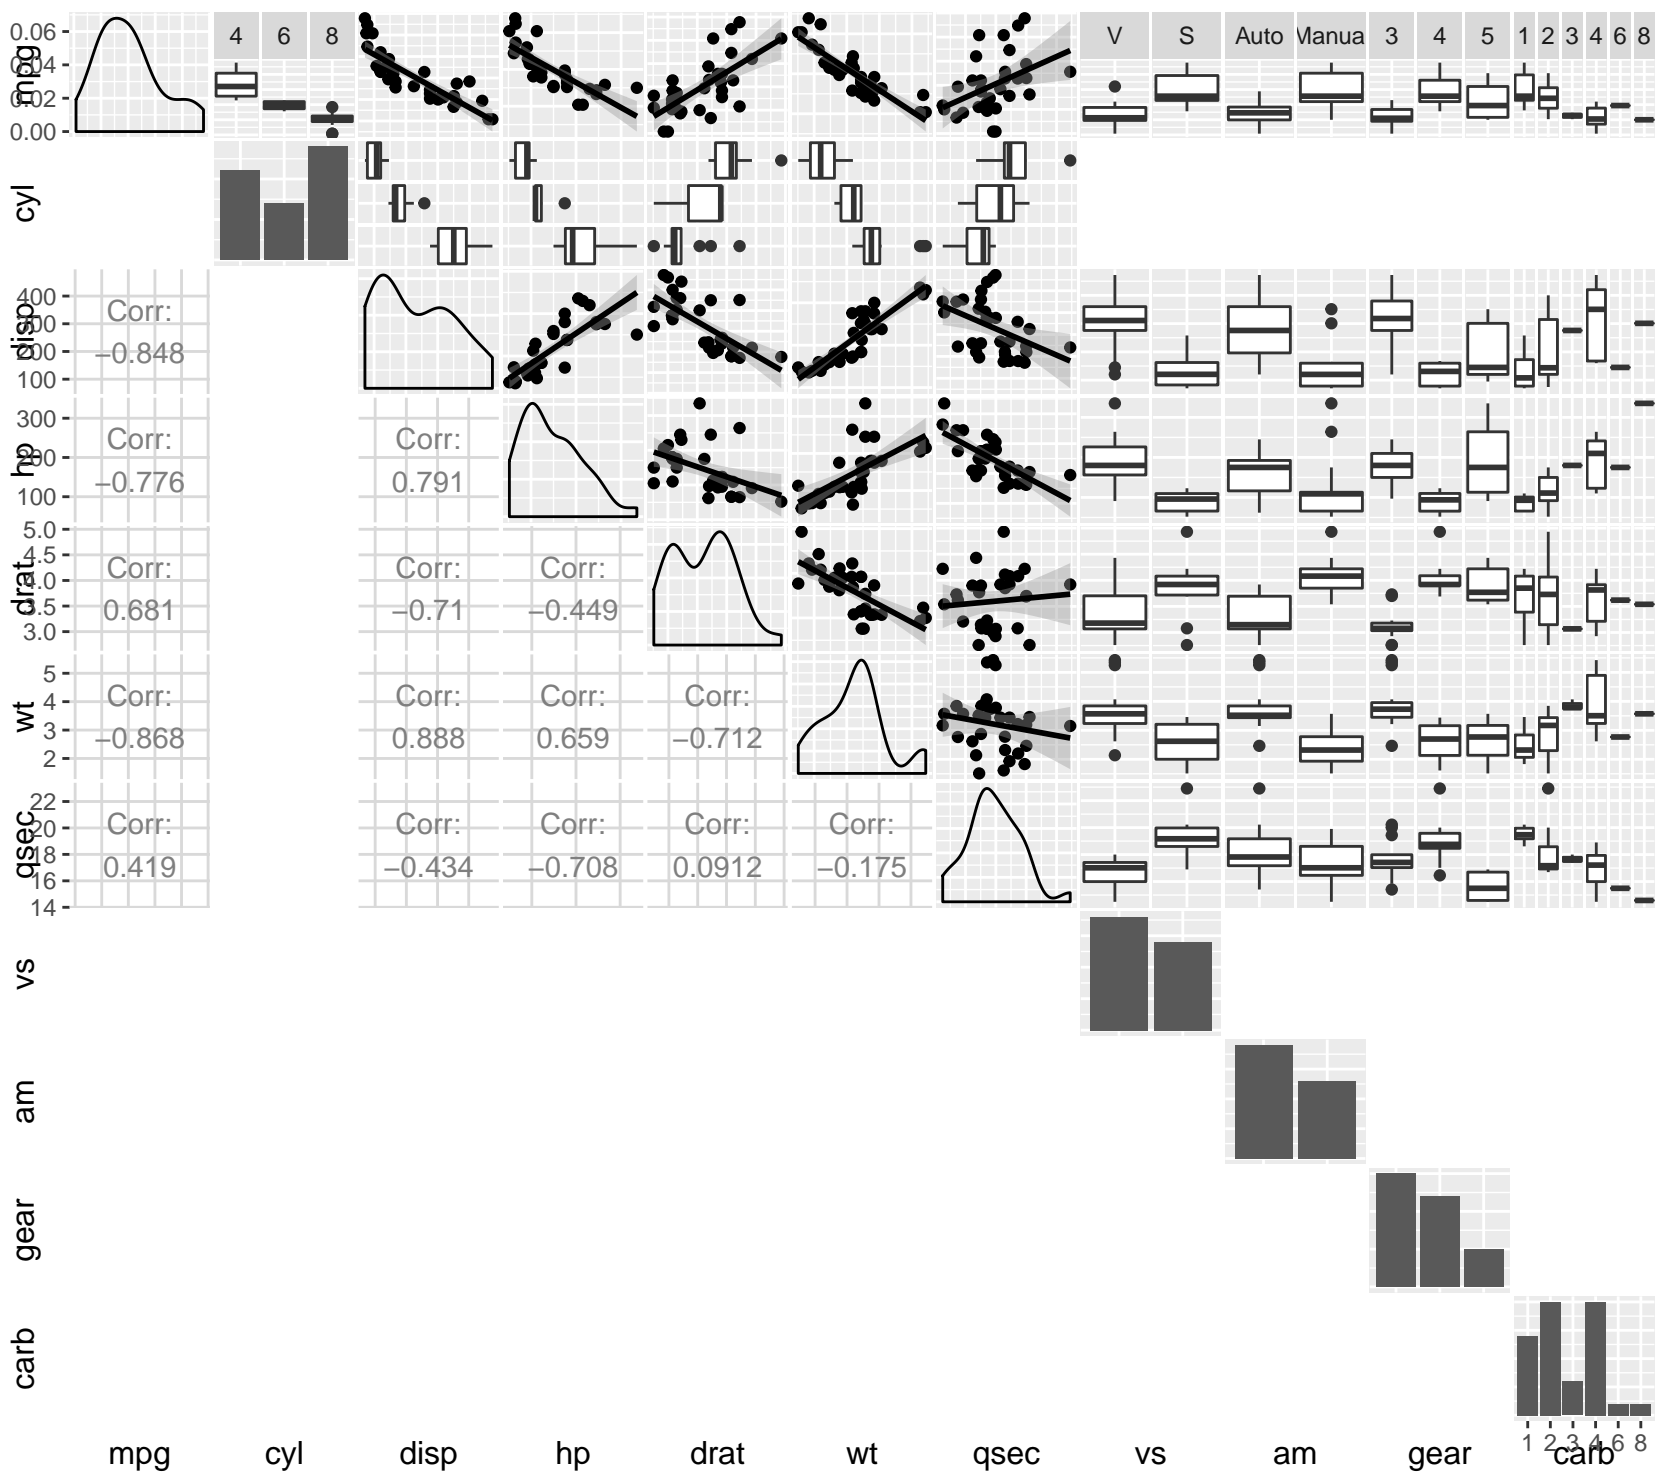 4 6 8 V S Auto Manua 3 4 5 1 2 3 4 6 8
mpg
0.06
0.04
0.02
0.00
cyl
disp
400
300
200
100
Corr:
−0.848
hp
300
200
100
Corr: Corr:
−0.776 0.791
drat
5.0
4.5
4.0
3.5
3.0
Corr: Corr: Corr:
0.681 −0.71 −0.449
wt
5
4
3
2
Corr: Corr: Corr: Corr:
−0.868 0.888 0.659 −0.712
qsec
22
20
18
16
14
Corr: Corr: Corr: Corr: Corr:
0.419 −0.434 −0.708 0.0912 −0.175
vs
am
gear
carb
1 2 3 4 6 8
mpg cyl disp hp drat wt qsec vs am gear carb